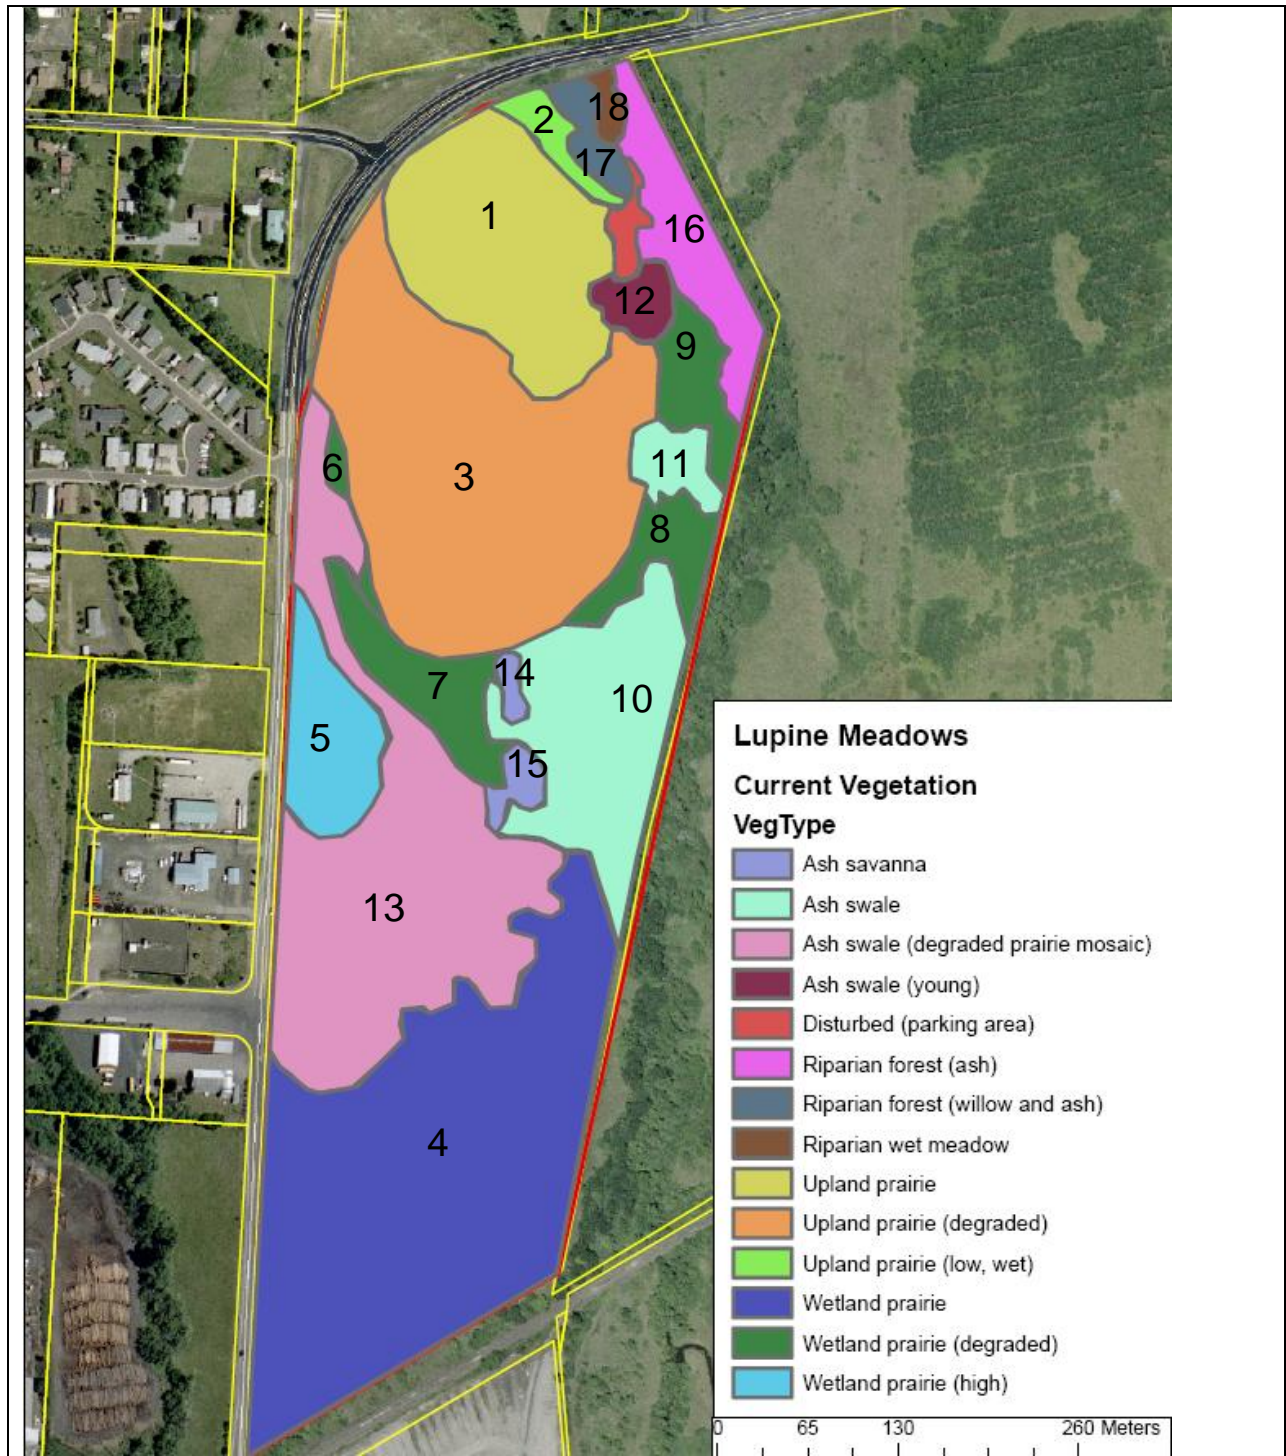 18
2
17
1
16
12
9
11
6
3
8
14
7
10
5
15
13
4
Lupine Meadows
Current Vegetation
VegType
Ash savanna
Ash swale
Ash swale (degraded prairie mosaic)
Ash swale (young)
Disturbed (parking area)
Riparian forest (ash)
Riparian forest (willow and ash)
Riparian wet meadow
Upland prairie
Upland prairie (degraded)
Upland prairie (low, wet)
Wetland prairie
Wetland prairie (degraded)
Wetland prairie (high)
0 65 130 260 Meters